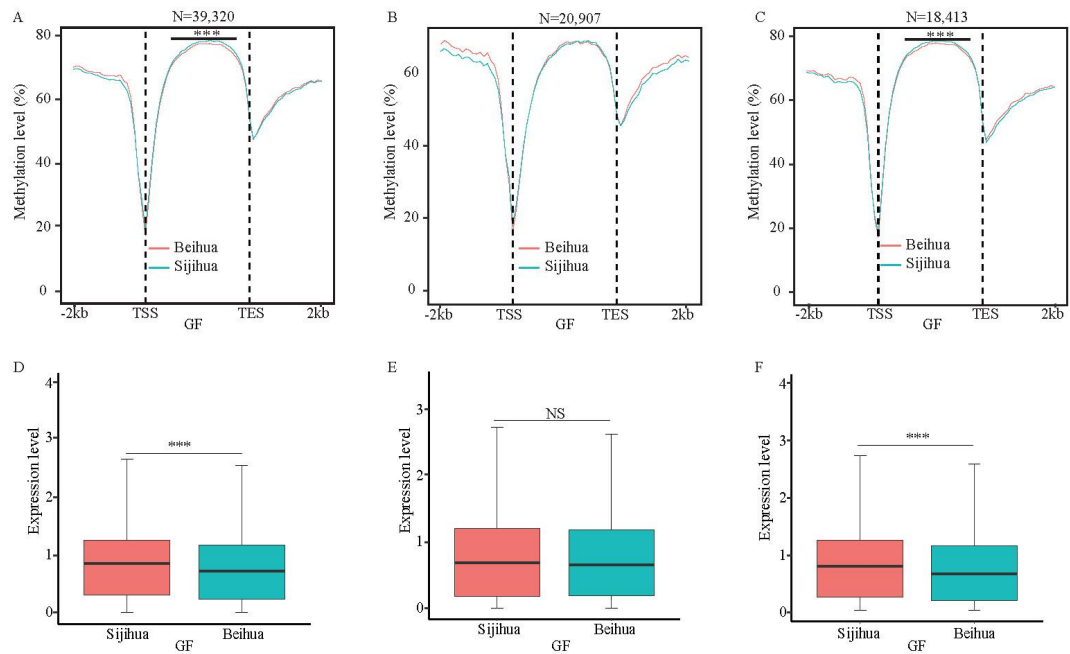 A
N=39,320
***
80
60
40
20
0
Methylation level (%)
Beihua
Sijihua
-2kb TSS TES 2kb
GF
B
N=20,907
60
40
20
0
Methylation level (%)
Beihua
Sijihua
-2kb TSS TES 2kb
GF
C
N=18,413
***
80
60
40
20
0
Methylation level (%)
Beihua
Sijihua
-2kb TSS TES 2kb
GF
D
4
3
2
1
0
Expression level
***
Sijihua Beihua
GF
E
3
2
1
0
Expression level
NS
Sijihua Beihua
GF
F
4
3
2
1
0
Expression level
***
Sijihua Beihua
GF